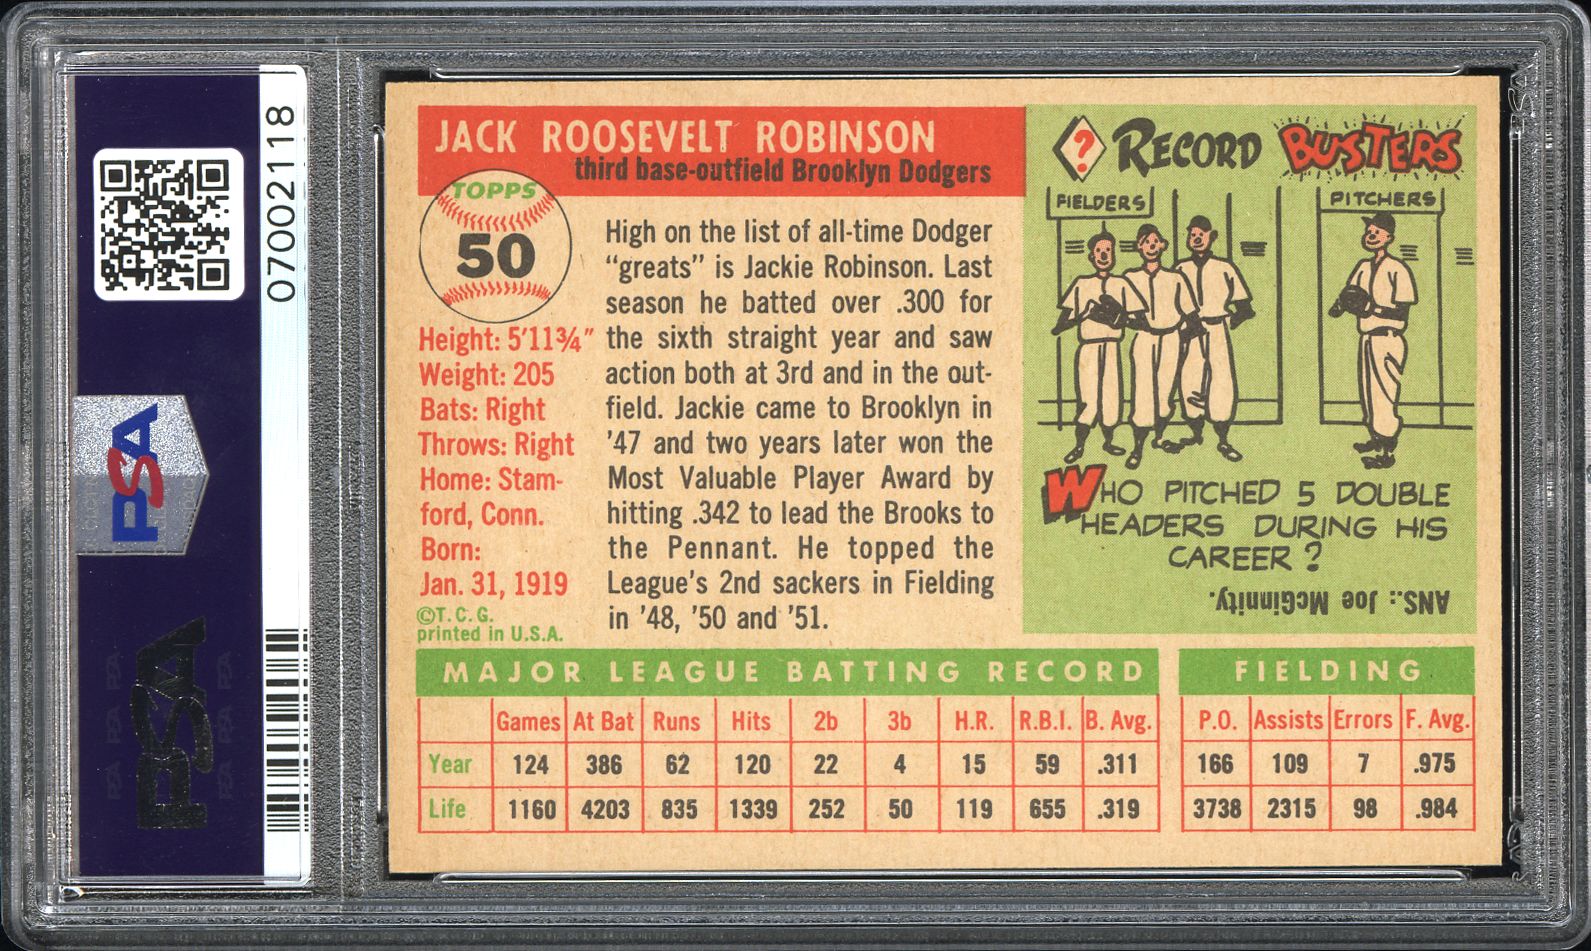 07002118
PSA
PSA
JACK ROOSEVELT ROBINSON
third base-outfield Brooklyn Dodgers
TOPPS
50
Height: 5'11¾"
Weight: 205
Bats: Right
Throws: Right
Home: Stam-
ford, Conn.
Born:
Jan. 31, 1919
©T. C. G.
printed in U.S.A.
High on the list of all-time Dodger
“greats” is Jackie Robinson. Last
season he batted over .300 for
the sixth straight year and saw
action both at 3rd and in the out-
field. Jackie came to Brooklyn in
'47 and two years later won the
Most Valuable Player Award by
hitting .342 to lead the Brooks to
the Pennant. He topped the
League's 2nd sackers in Fielding
in '48, '50 and '51.
? RECORD BUSTERS
FIELDERS
PITCHERS
WHO PITCHED 5 DOUBLE
HEADERS DURING HIS
CAREER?
ANS.: Joe McGinnity.
MAJOR LEAGUE BATTING RECORD
Games At Bat Runs Hits 2b 3b H.R. R.B.I. B. Avg.
Year 124 386 62 120 22 4 15 59 .311
Life 1160 4203 835 1339 252 50 119 655 .319
FIELDING
P.O. Assists Errors F. Avg.
166 109 7 .975
3738 2315 98 .984